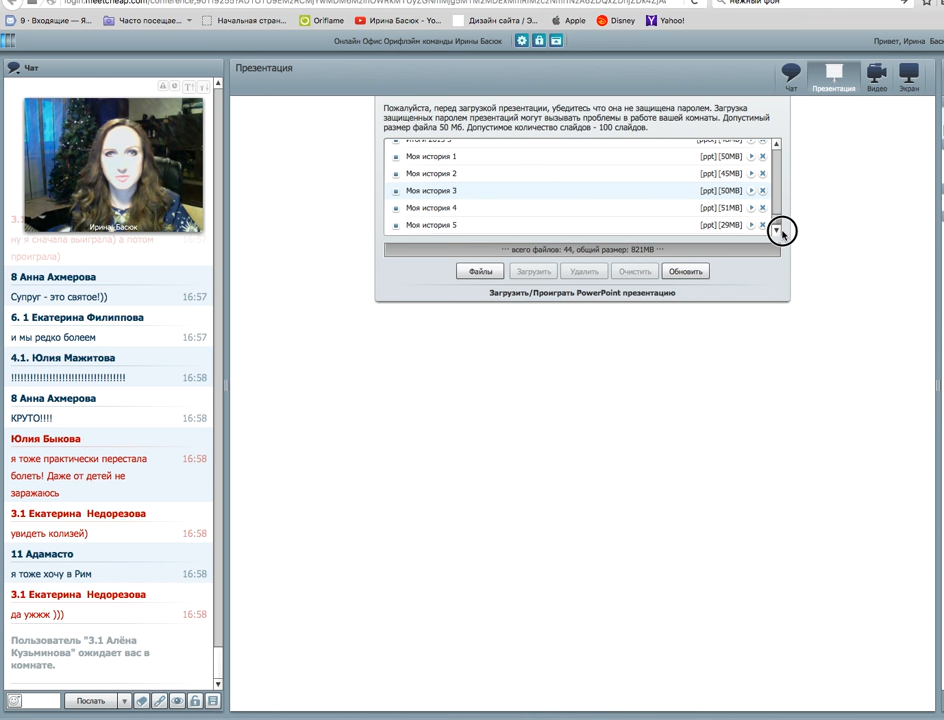 нежный фон
9 · Входящие — Я...
Часто посещае...
Начальная стран...
Oriflame
Ирина Басюк - Yo...
Дизайн сайта / Э...
Apple
Disney
Yahoo!
Онлайн Офис Орифлэйм команды Ирины Басюк
Привет, Ирина Бас
Чат
Презентация
Чат
Презентация
Видео
Экран
Ирина Басюк
ну я сначала выиграла) а потом
проиграла)
8 Анна Ахмерова
Супруг - это святое!))
16:57
6. 1 Екатерина Филиппова
и мы редко болеем
16:57
4.1. Юлия Мажитова
!!!!!!!!!!!!!!!!!!!!!!!!!!!!!!!!!!!!
16:58
8 Анна Ахмерова
КРУТО!!!!
16:58
Юлия Быкова
я тоже практически перестала
16:58
болеть! Даже от детей не
заражаюсь
3.1 Екатерина Недорезова
увидеть колизей)
16:58
11 Адамасто
я тоже хочу в Рим
16:58
3.1 Екатерина Недорезова
да ужжж )))
16:58
Пользователь "3.1 Алёна
Кузьминова" ожидает вас в
комнате.
Послать
Пожалуйста, перед загрузкой презентации, убедитесь что она не защищена паролем. Загрузка
защищенных паролем презентаций могут вызывать проблемы в работе вашей комнаты. Допустимый
размер файла 50 Мб. Допустимое количество слайдов - 100 слайдов.
Моя история 1 [ppt] [50MB]
Моя история 2 [ppt] [45MB]
Моя история 3 [ppt] [50MB]
Моя история 4 [ppt] [51MB]
Моя история 5 [ppt] [29MB]
··· всего файлов: 44, общий размер: 821MB ···
Файлы
Загрузить
Удалить
Очистить
Обновить
Загрузить/Проиграть PowerPoint презентацию